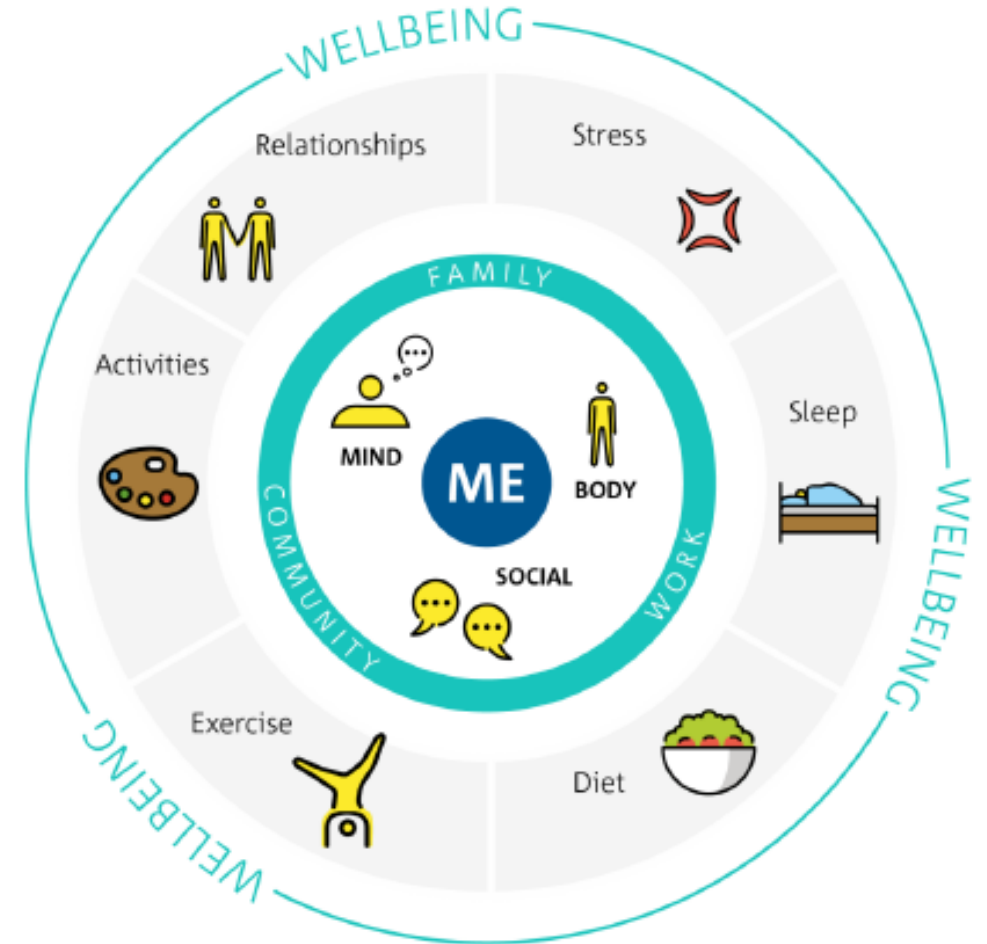 WELLBEING
Relationships
Stress
Activities
Sleep
FAMILY
MIND
ME
BODY
SOCIAL
COMMUNITY
WORK
WELLBEING
Exercise
Diet
WELLBEING